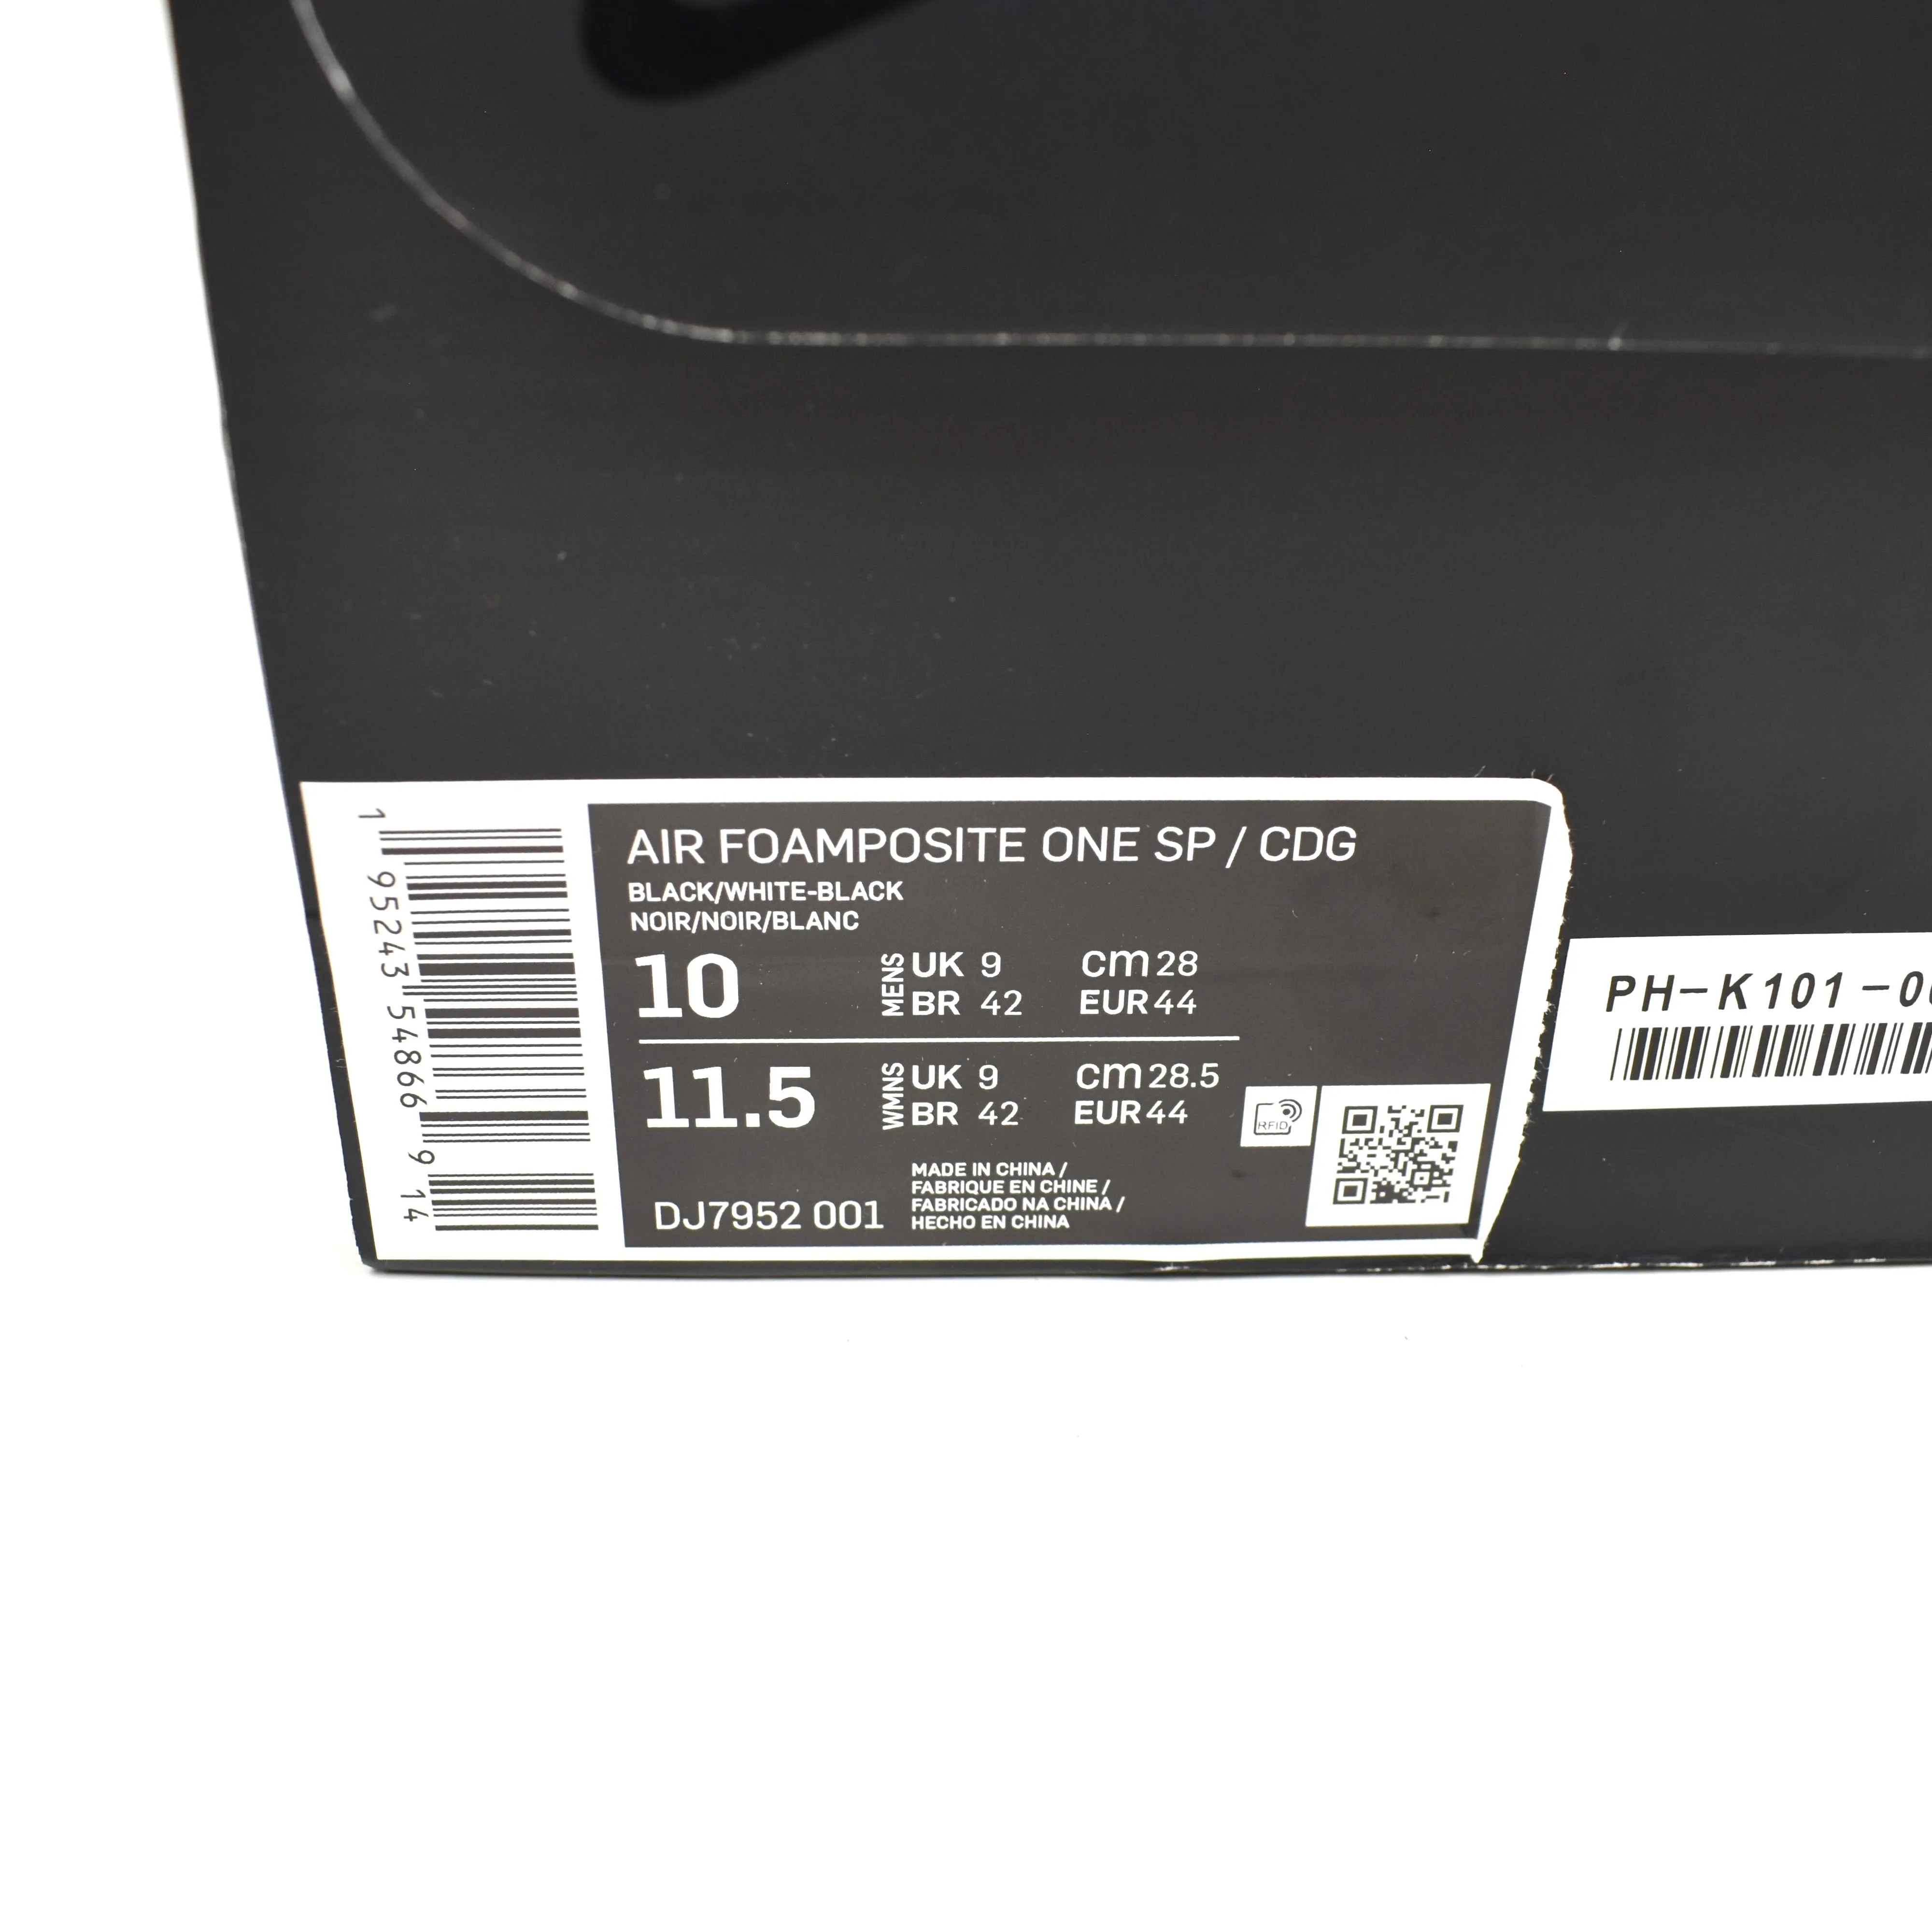 AIR FOAMPOSITE ONE SP / CDG
BLACK/WHITE-BLACK
NOIR/NOIR/BLANC
10 MENS UK 9 cm 28
BR 42 EUR 44
11.5 WMNS UK 9 cm 28.5
BR 42 EUR 44
RFID
DJ7952 001
MADE IN CHINA /
FABRIQUE EN CHINE /
FABRICADO NA CHINA /
HECHO EN CHINA
1 95243 54866 9 14
PH-K101-0